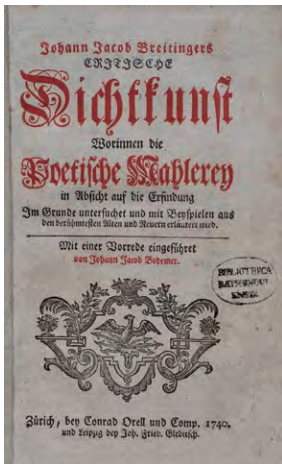 Johann Jacob Breitingers
CRITISCHE
Dichtkunst
Worinnen die
Poetische Mahlerey
in Absicht auf die Erfindung
Im Grunde untersuchet und mit Beyspielen aus
den berühmtesten Alten und Neuern erläutert wird.
Mit einer Vorrede eingeführet
von Johann Jacob Bodemer.
BIBLIOTHECA
Zürich, bey Conrad Orell und Comp. 1740.
und Leipzig bey Joh. Fried. Gleditsch.